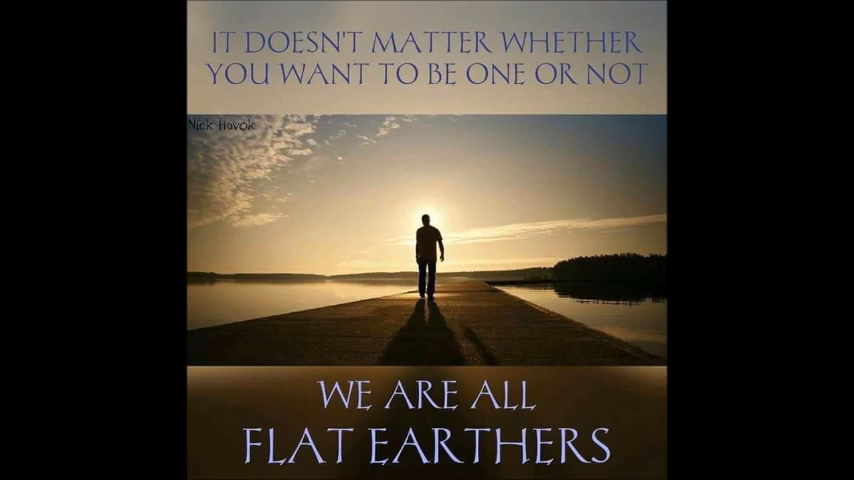 IT DOESN'T MATTER WHETHER
YOU WANT TO BE ONE OR NOT
Nick Havok
WE ARE ALL
FLAT EARTHERS